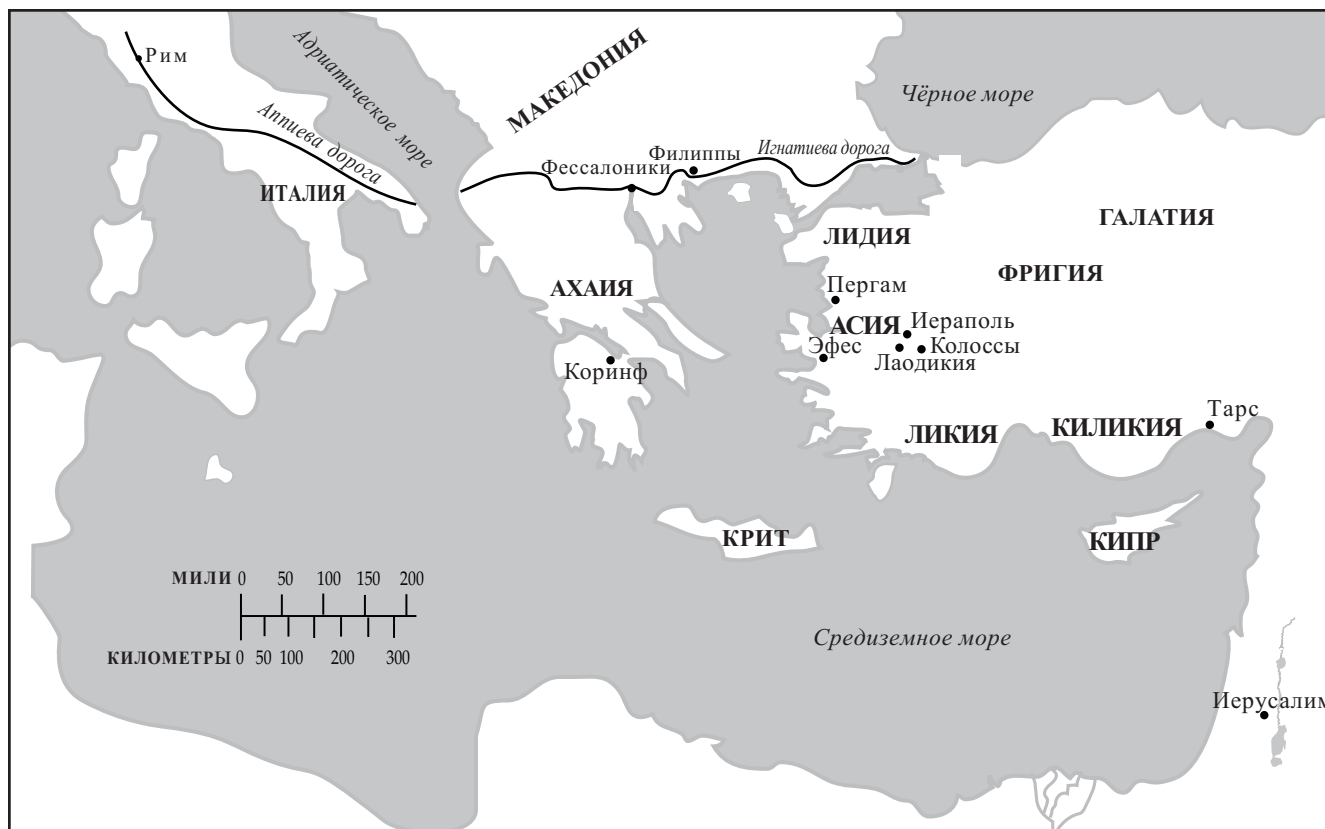 Рим
Адриатическое море
МАКЕДОНИЯ
Чёрное море
Аппиева дорога
Игнатиева дорога
Филиппы
Фессалоники
ИТАЛИЯ
ГАЛАТИЯ
ЛИДИЯ
ФРИГИЯ
АХАИЯ
Пергам
АСИЯ
Иераполь
Эфес
Колоссы
Лаодикия
Коринф
Тарс
ЛИКИЯ
КИЛИКИЯ
КРИТ
КИПР
МИЛИ 0 50 100 150 200
КИЛОМЕТРЫ 0 50 100 200 300
Средиземное море
Иерусалим